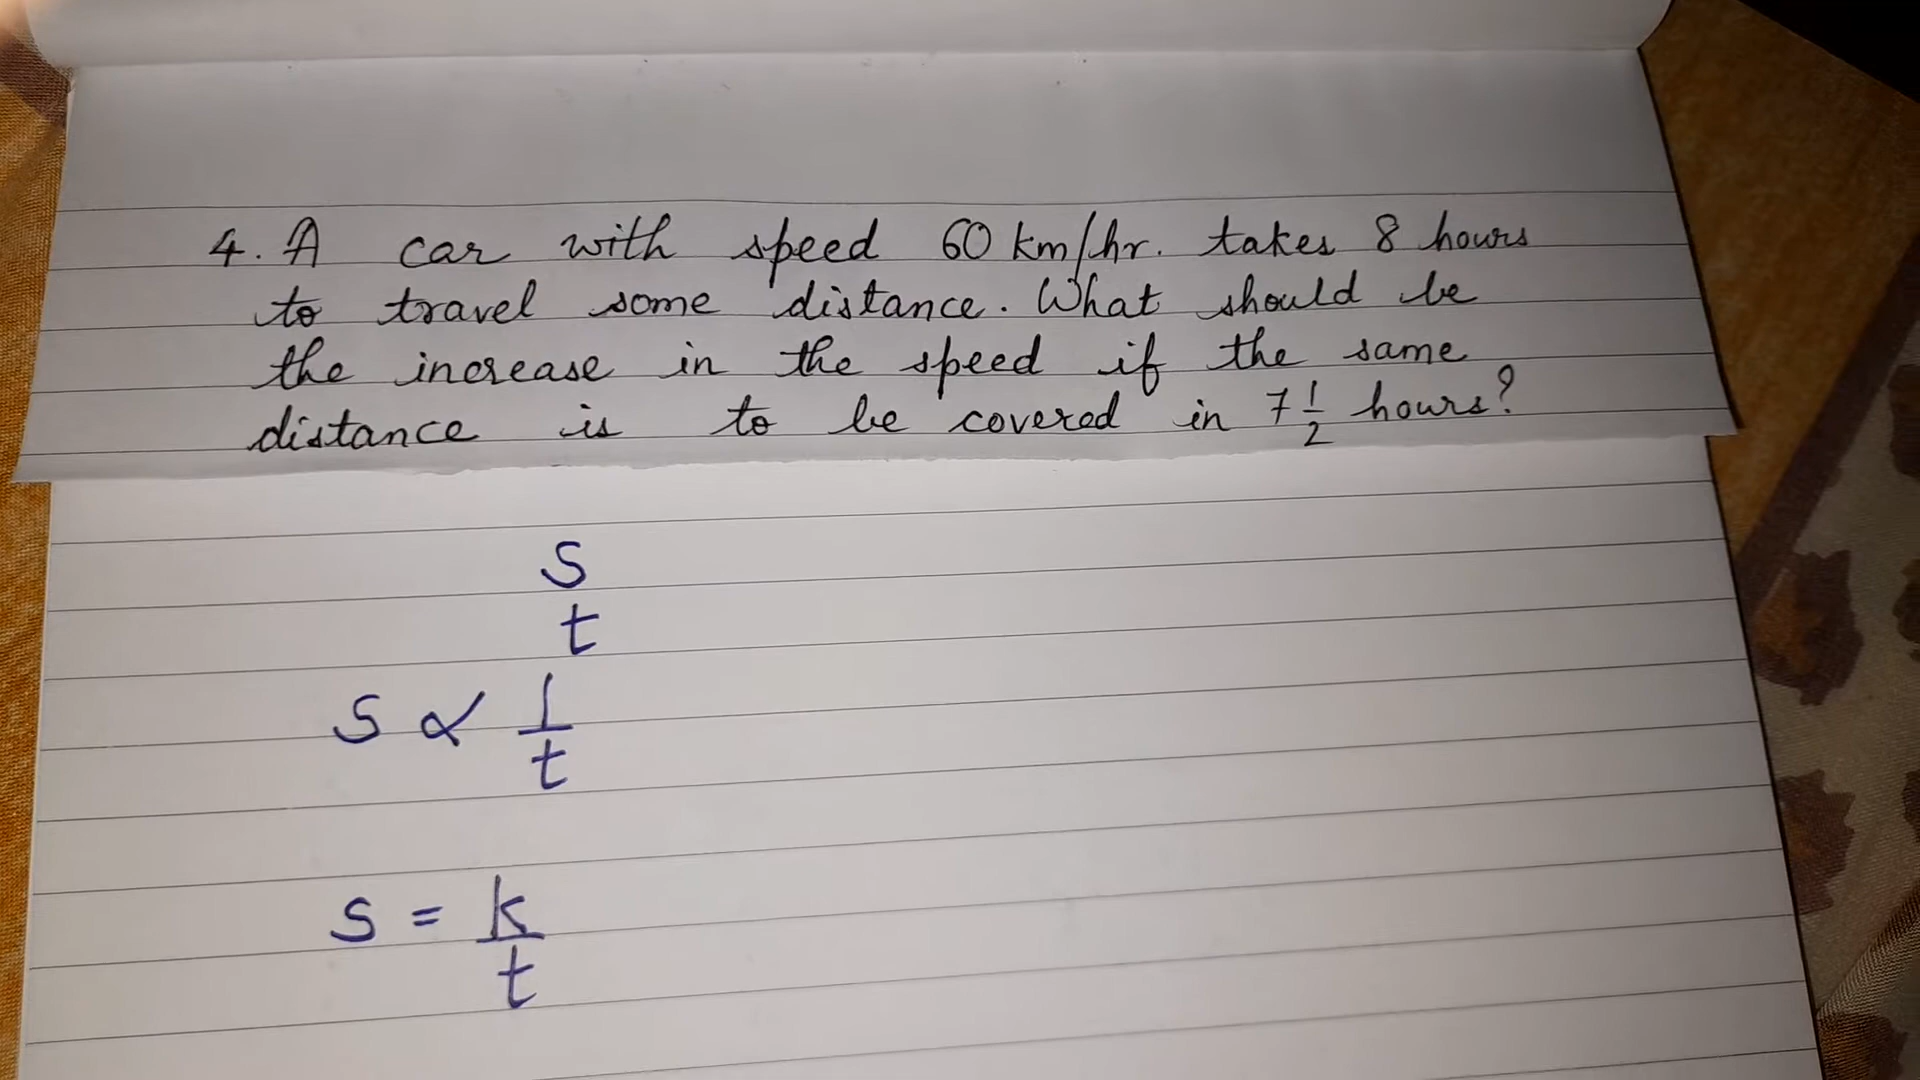 4. A car with speed 60 km/hr. takes 8 hours
to travel some distance. What should be
the increase in the speed if the same
distance is to be covered in 7 1/2 hours?
s
t
s ∝ 1/t
s = k/t